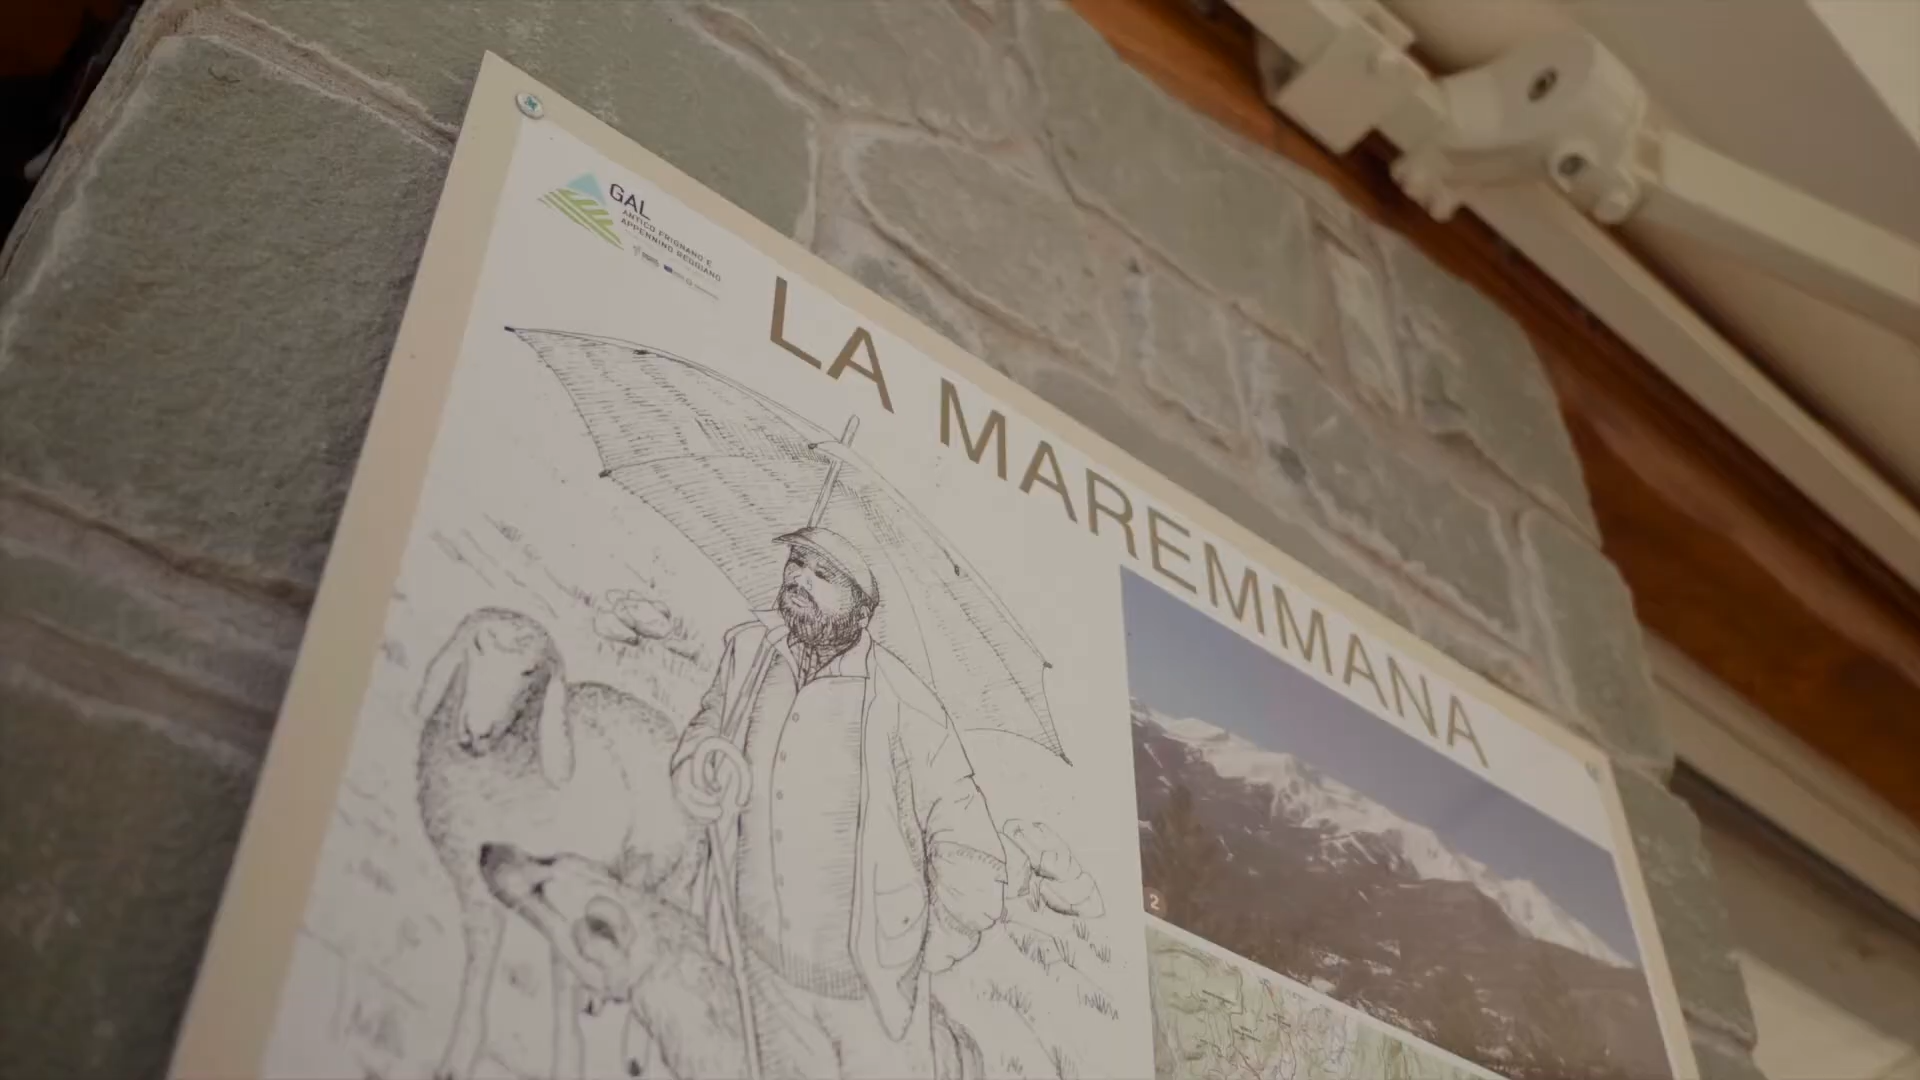 GAL
ANTICO FRIGNANO E
APPENNINO REGGIANO
LA MAREMMANA
2